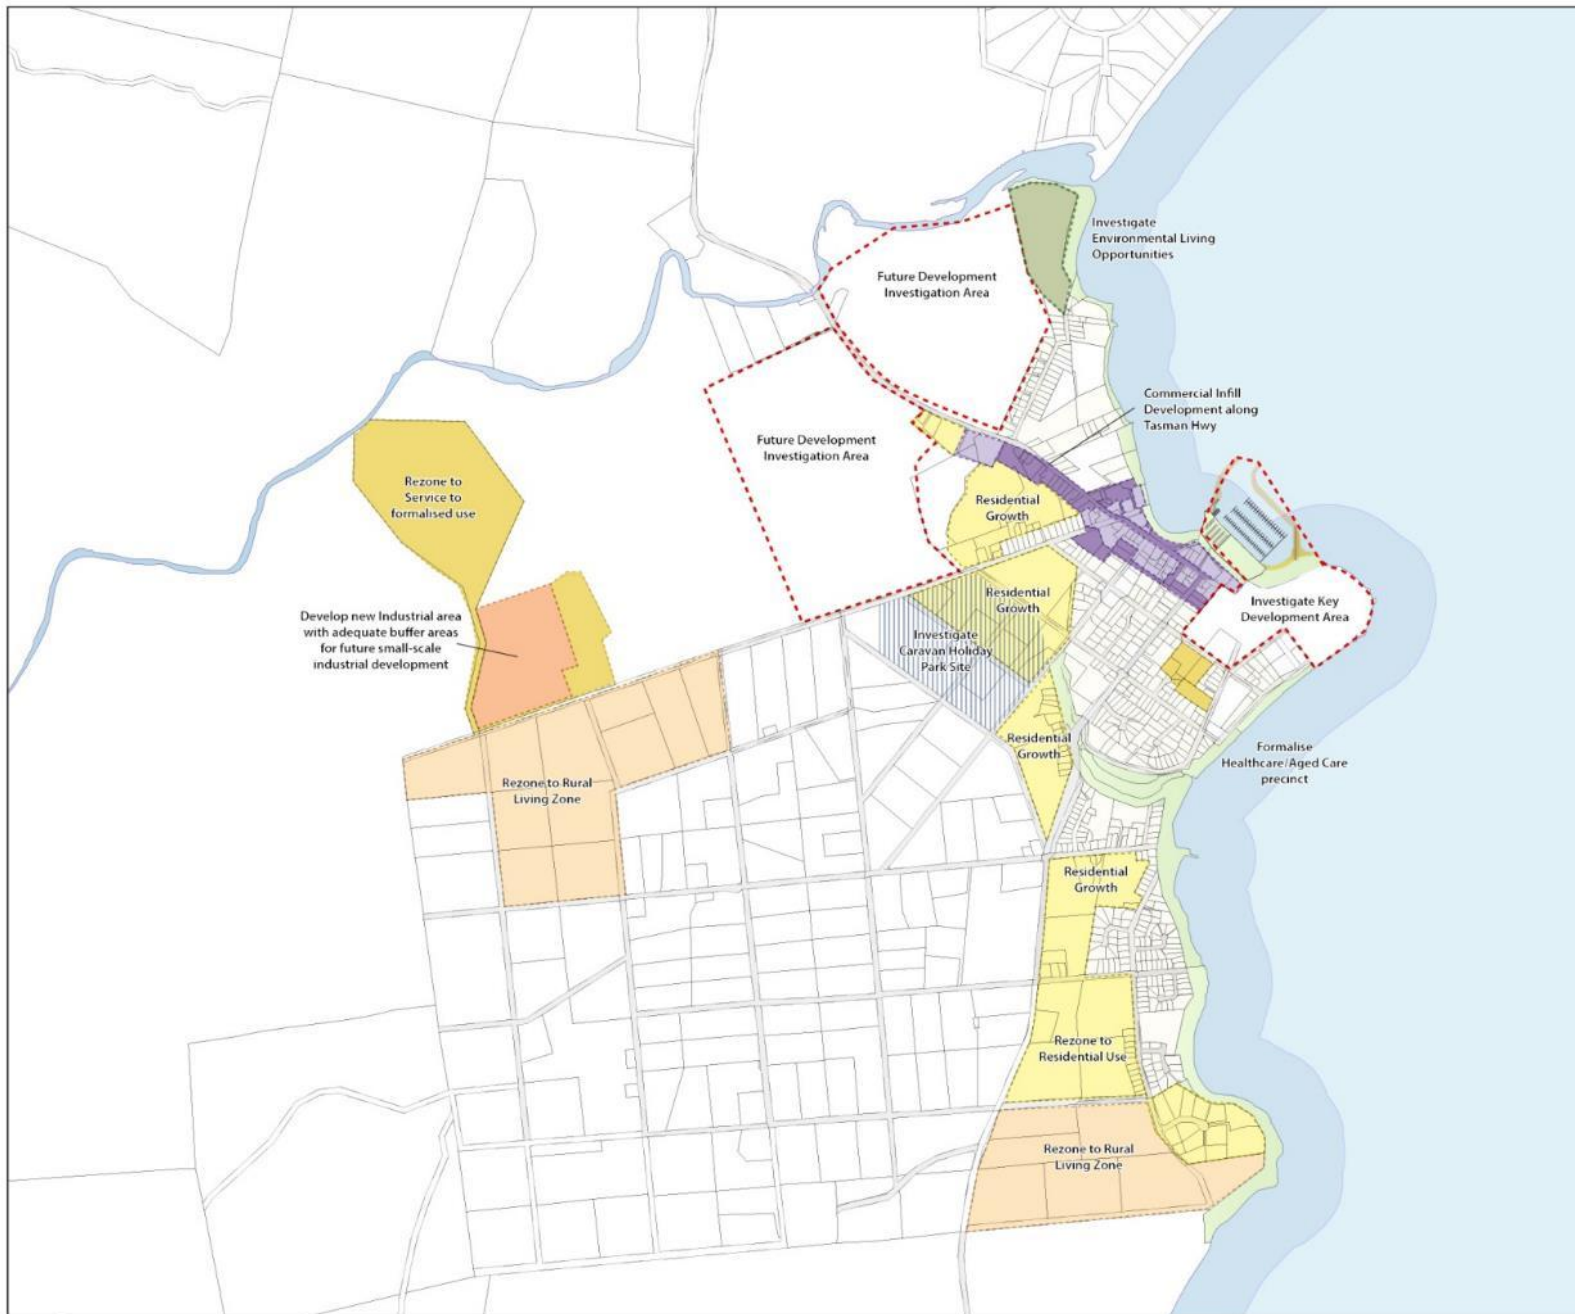 Investigate
Environmental Living
Opportunities
Future Development
Investigation Area
Commercial Infill
Development along
Tasman Hwy
Future Development
Investigation Area
Rezone to
Service to
formalised use
Residential
Growth
Residential
Growth
Investigate Key
Development Area
Develop new Industrial area
with adequate buffer areas
for future small-scale
industrial development
Investigate
Caravan Holiday
Park Site
Residential
Growth
Formalise
Healthcare/Aged Care
precinct
Rezone to Rural
Living Zone
Residential
Growth
Rezone to
Residential Use
Rezone to Rural
Living Zone